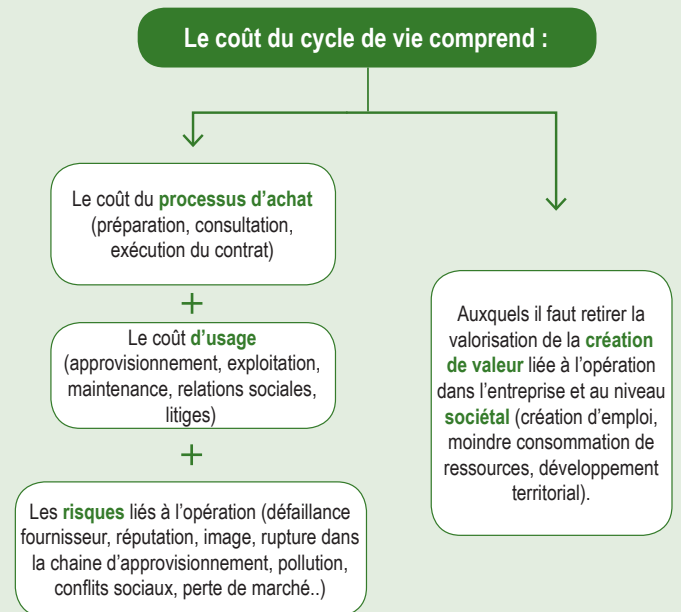 Le coût du cycle de vie comprend :
Le coût du processus d’achat
(préparation, consultation,
exécution du contrat)
+
Le coût d’usage
(approvisionnement, exploitation,
maintenance, relations sociales,
litiges)
+
Les risques liés à l’opération (défaillance
fournisseur, réputation, image, rupture dans
la chaine d’approvisionnement, pollution,
conflits sociaux, perte de marché..)
Auxquels il faut retirer la
valorisation de la création
de valeur liée à l’opération
dans l’entreprise et au niveau
sociétal (création d’emploi,
moindre consommation de
ressources, développement
territorial).